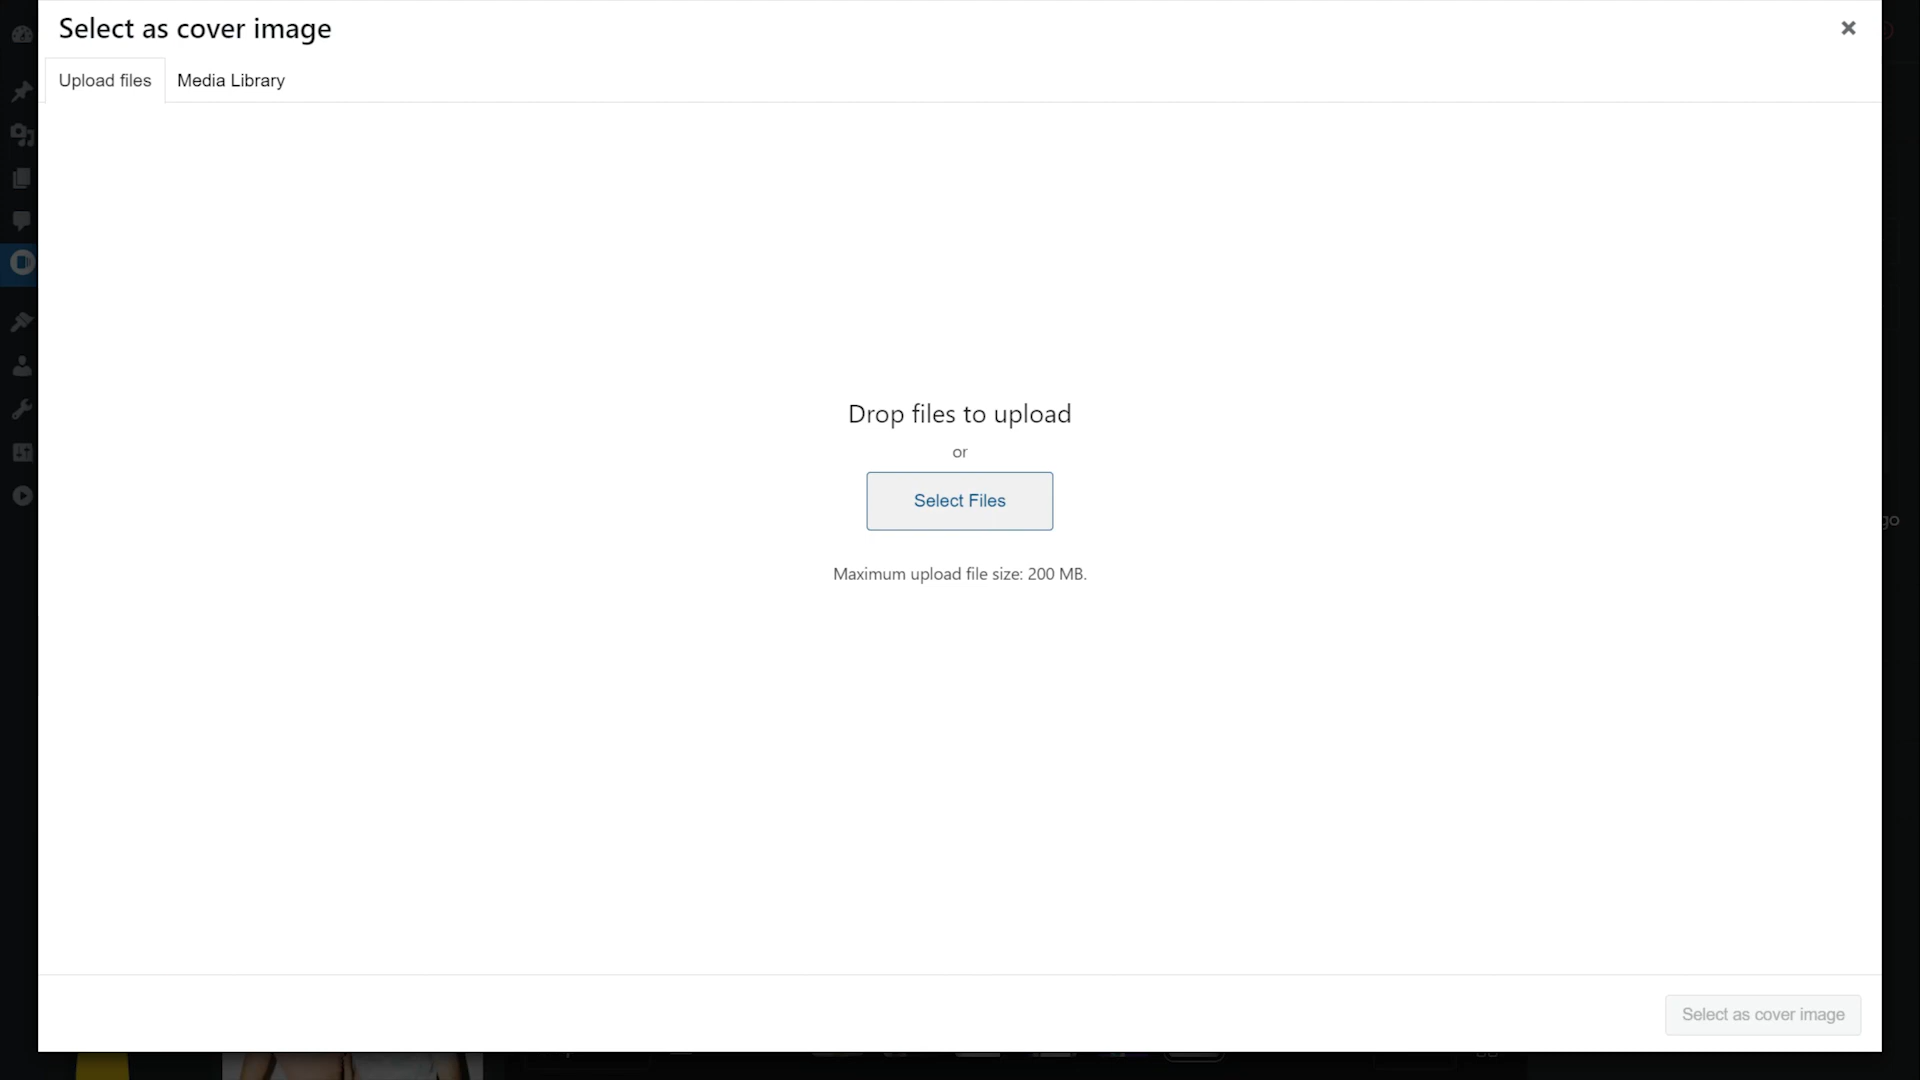 Select as cover image
Upload files
Media Library
Drop files to upload
or
Select Files
Maximum upload file size: 200 MB.
Select as cover image